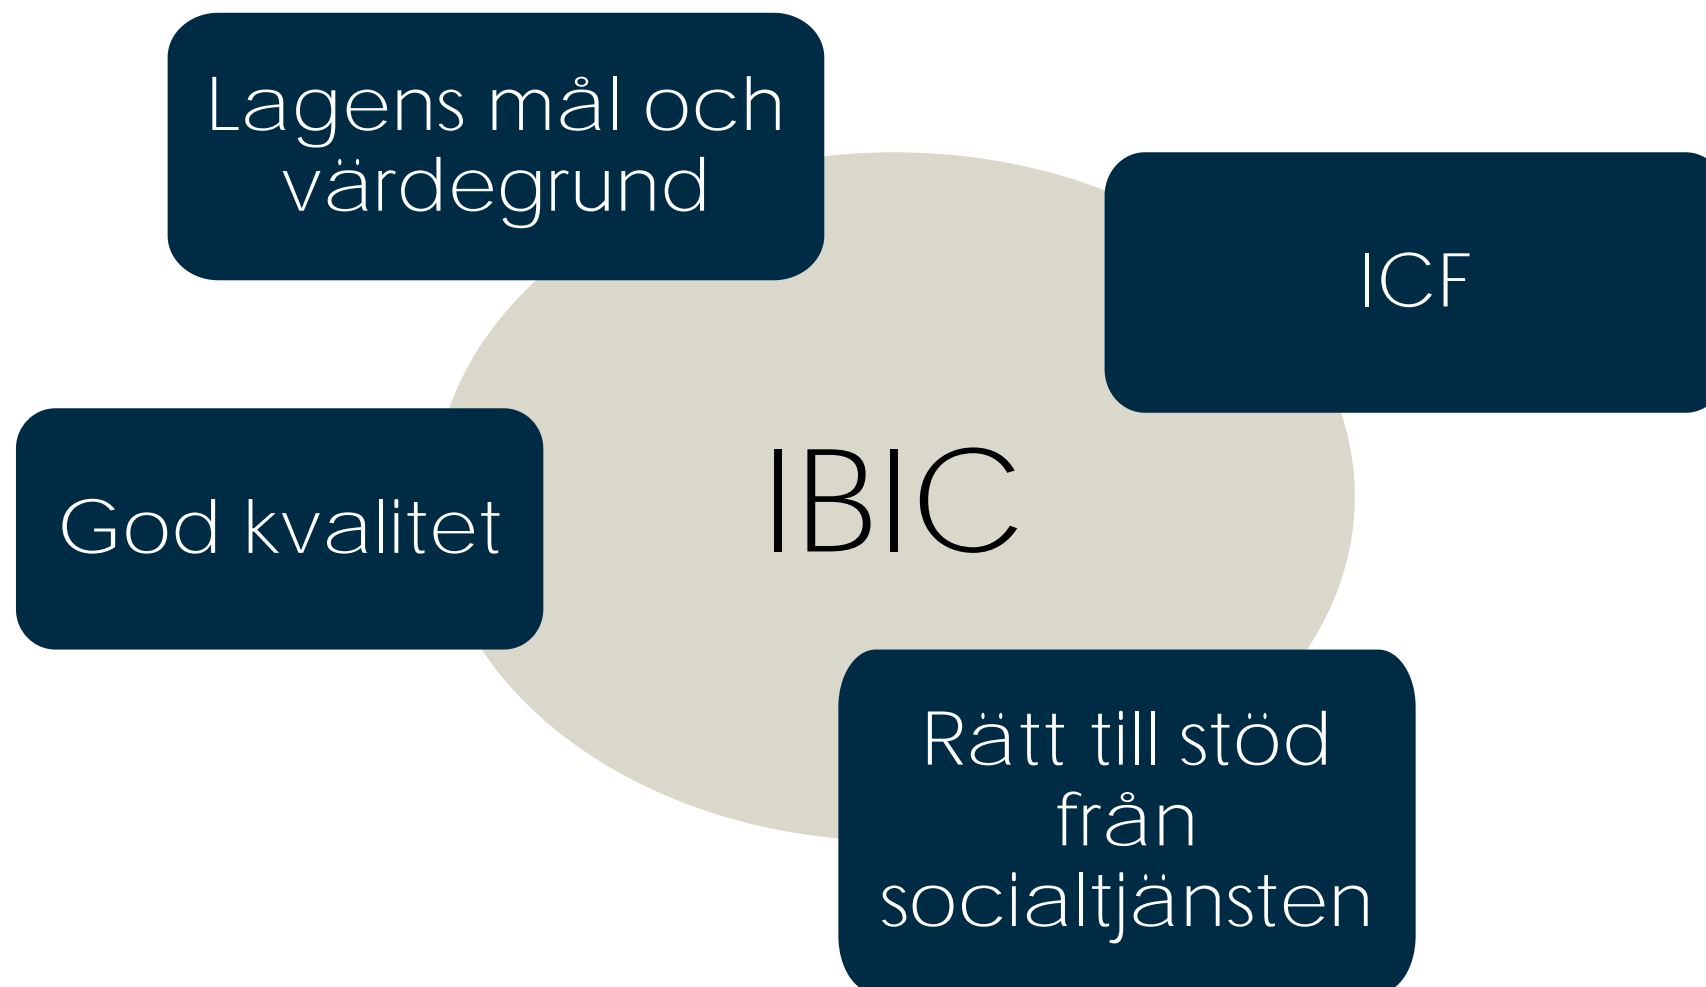 Lagens mål och
värdegrund
ICF
IBIC
God kvalitet
Rätt till stöd
från
socialtjänsten